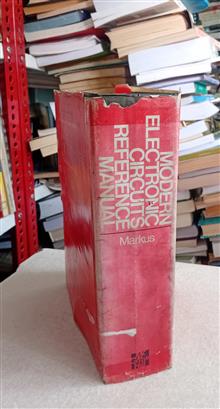 MODERN
ELECTRONIC
CIRCUITS
REFERENCE
MANUAL
Markus